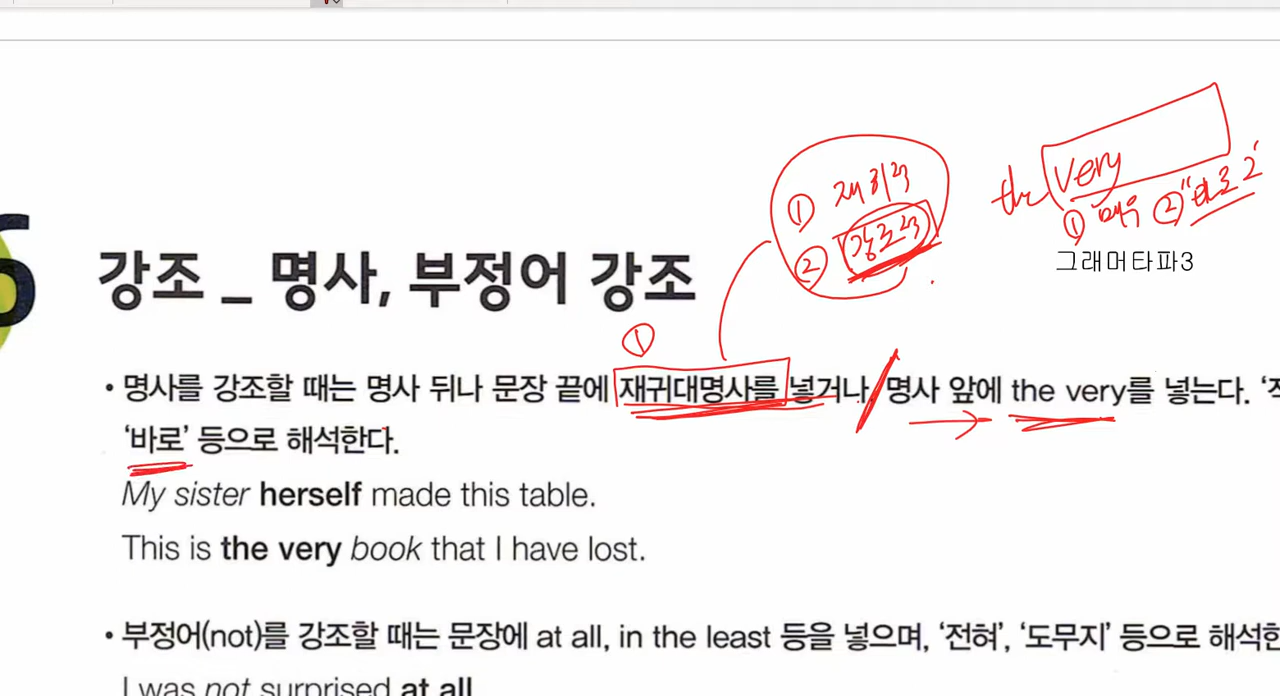 ① 재귀적
② 강조적
the very
① 매우 ② "바로 그"
그래머타파3
6
강조 _ 명사, 부정어 강조
①
• 명사를 강조할 때는 명사 뒤나 문장 끝에 재귀대명사를 넣거나, 명사 앞에 the very를 넣는다. ‘직
‘바로’ 등으로 해석한다.
My sister herself made this table.
This is the very book that I have lost.
• 부정어(not)를 강조할 때는 문장에 at all, in the least 등을 넣으며, ‘전혀’, ‘도무지’ 등으로 해석한
I was not surprised at all